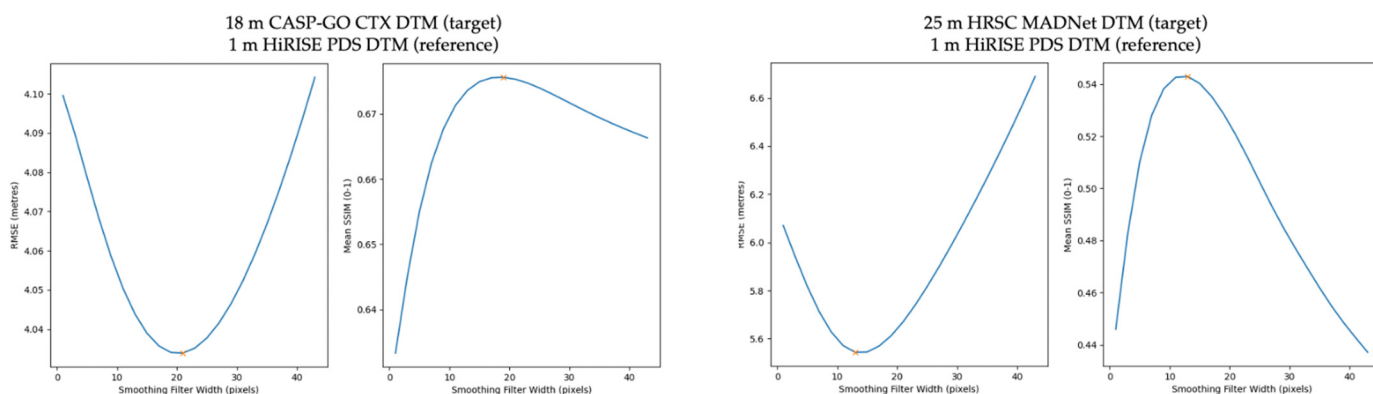 18 m CASP-GO CTX DTM (target)
1 m HiRISE PDS DTM (reference)
4.10
4.09
4.08
4.07
4.06
4.05
4.04
RMSE (metres)
0 10 20 30 40
Smoothing Filter Width (pixels)
0.67
0.66
0.65
0.64
Mean SSIM (0-1)
0 10 20 30 40
Smoothing Filter Width (pixels)
25 m HRSC MADNet DTM (target)
1 m HiRISE PDS DTM (reference)
6.6
6.4
6.2
6.0
5.8
5.6
RMSE (metres)
0 10 20 30 40
Smoothing Filter Width (pixels)
0.54
0.52
0.50
0.48
0.46
0.44
Mean SSIM (0-1)
0 10 20 30 40
Smoothing Filter Width (pixels)